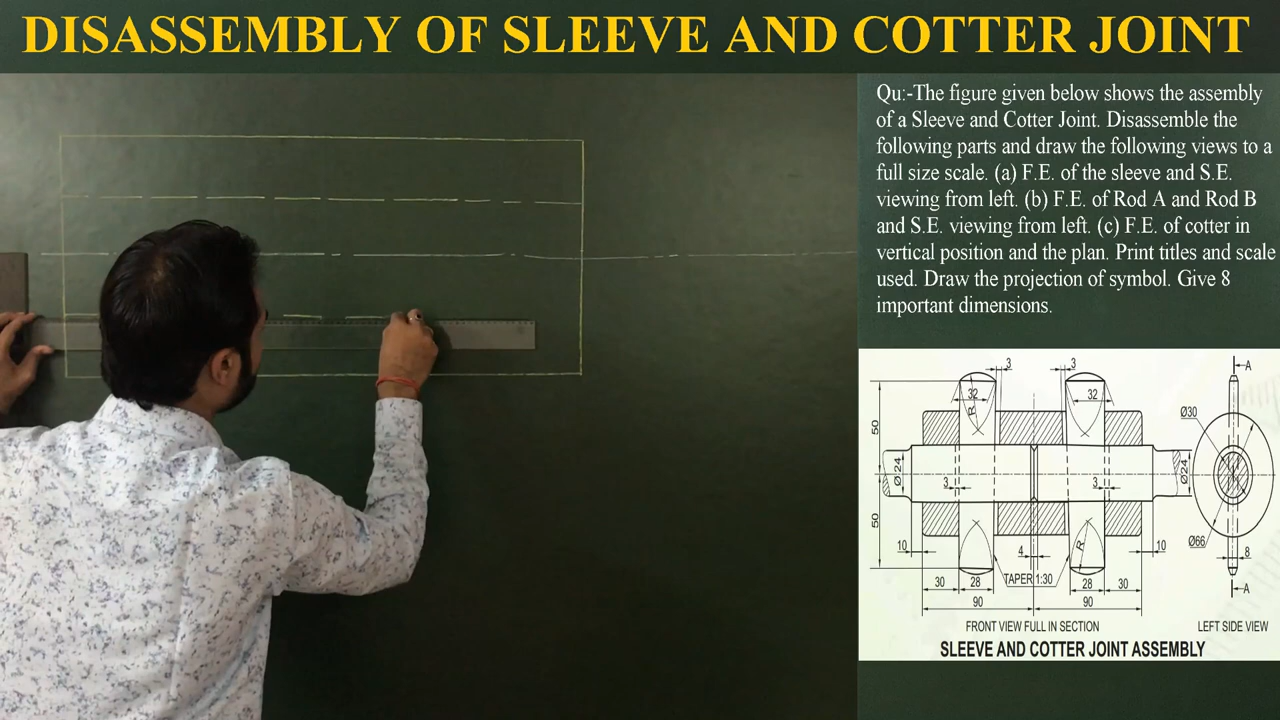 DISASSEMBLY OF SLEEVE AND COTTER JOINT
Qu:-The figure given below shows the assembly
of a Sleeve and Cotter Joint. Disassemble the
following parts and draw the following views to a
full size scale. (a) F.E. of the sleeve and S.E.
viewing from left. (b) F.E. of Rod A and Rod B
and S.E. viewing from left. (c) F.E. of cotter in
vertical position and the plan. Print titles and scale
used. Draw the projection of symbol. Give 8
important dimensions.
3 3 A
32 32
R
Ø30
50
Ø24 Ø24
3 3
50
R
Ø66
10 4 10 8
TAPER 1:30
30 28 28 30
A
90 90
FRONT VIEW FULL IN SECTION LEFT SIDE VIEW
SLEEVE AND COTTER JOINT ASSEMBLY